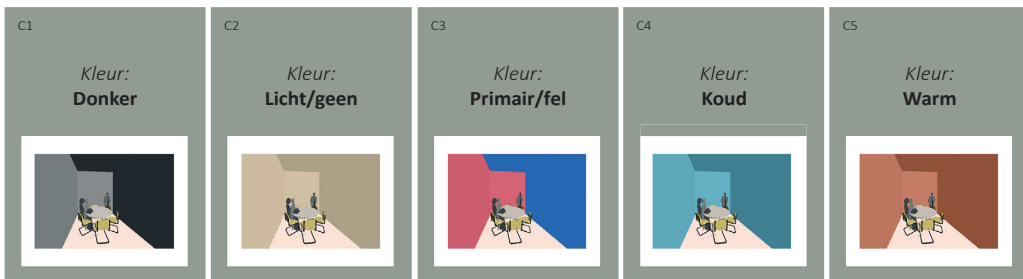 C1
Kleur:
Donker
C2
Kleur:
Licht/geen
C3
Kleur:
Primair/fel
C4
Kleur:
Koud
C5
Kleur:
Warm